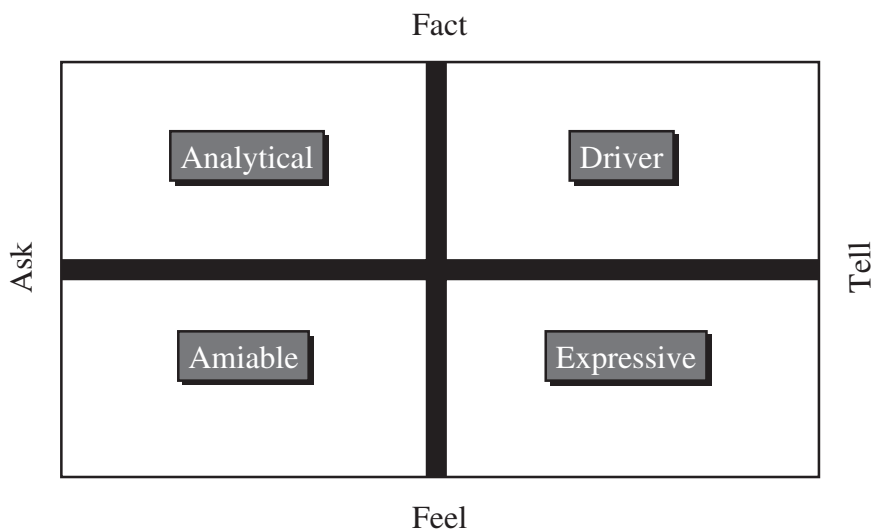 Fact
Analytical
Driver
Ask
Tell
Amiable
Expressive
Feel